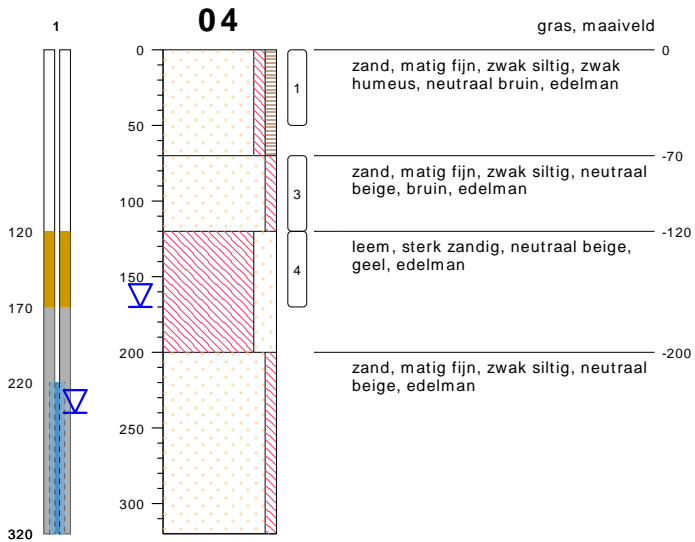 1
04
gras, maaiveld
0
50
100
150
200
250
300
120
170
220
320
1
3
4
0
zand, matig fijn, zwak siltig, zwak
humeus, neutraal bruin, edelman
-70
zand, matig fijn, zwak siltig, neutraal
beige, bruin, edelman
-120
leem, sterk zandig, neutraal beige,
geel, edelman
-200
zand, matig fijn, zwak siltig, neutraal
beige, edelman